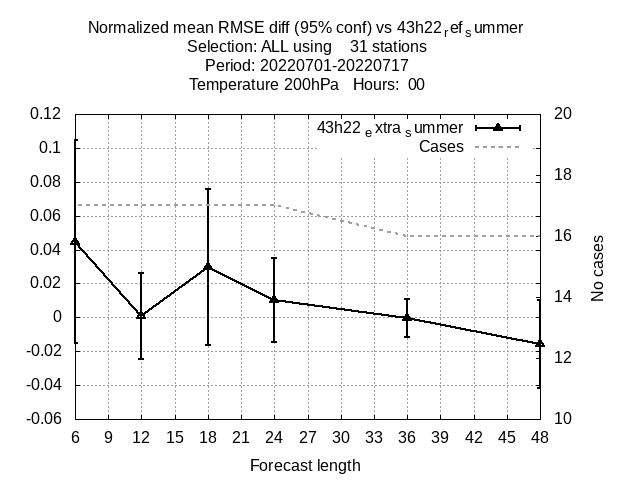 Normalized mean RMSE diff (95% conf) vs 43h22refsummer
Selection: ALL using 31 stations
Period: 20220701-20220717
Temperature 200hPa Hours: 00
43h22extrasummer
Cases
0.12
0.1
0.08
0.06
0.04
0.02
0
-0.02
-0.04
-0.06
20
18
16
14
12
10
No cases
6 9 12 15 18 21 24 27 30 33 36 39 42 45 48
Forecast length